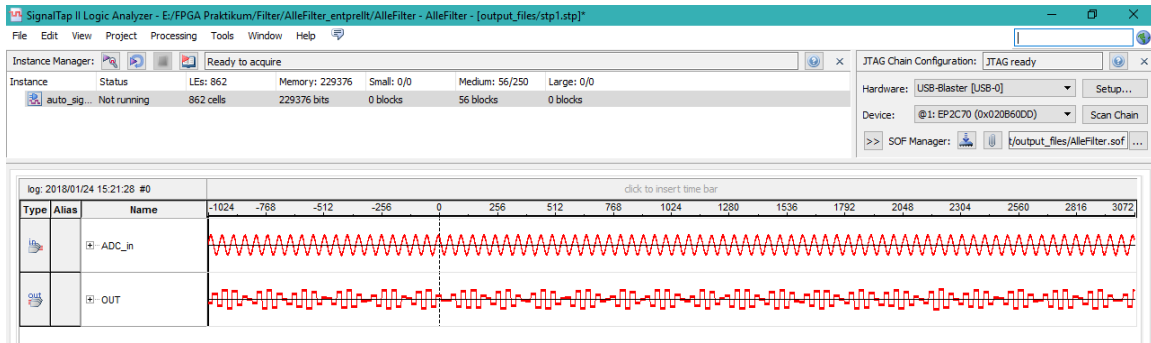 SignalTap II Logic Analyzer - E:/FPGA Praktikum/Filter/AlleFilter_entprellt/AlleFilter - AlleFilter - [output_files/stp1.stp]*
File Edit View Project Processing Tools Window Help
Instance Manager: Ready to acquire
Instance Status LEs: 862 Memory: 229376 Small: 0/0 Medium: 56/250 Large: 0/0
auto_sig... Not running 862 cells 229376 bits 0 blocks 56 blocks 0 blocks
JTAG Chain Configuration: JTAG ready
Hardware: USB-Blaster [USB-0] Setup...
Device: @1: EP2C70 (0x020B60DD) Scan Chain
>> SOF Manager: t/output_files/AlleFilter.sof ...
log: 2018/01/24 15:21:28 #0 click to insert time bar
Type Alias Name -1024 -768 -512 -256 0 256 512 768 1024 1280 1536 1792 2048 2304 2560 2816 3072
in ADC_in
out OUT